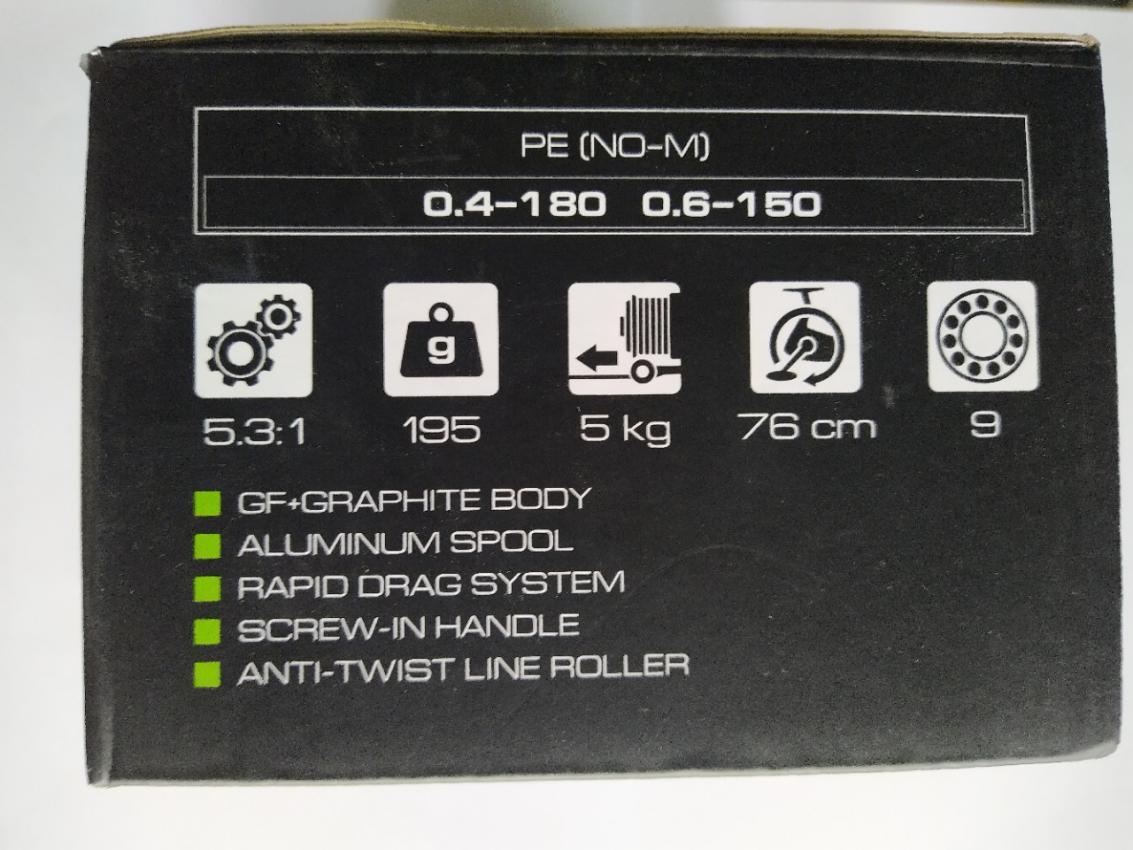 PE (NO-M)
0.4-180 0.6-150
g
5.3:1 195 5 kg 76 cm 9
GF+GRAPHITE BODY
ALUMINUM SPOOL
RAPID DRAG SYSTEM
SCREW-IN HANDLE
ANTI-TWIST LINE ROLLER